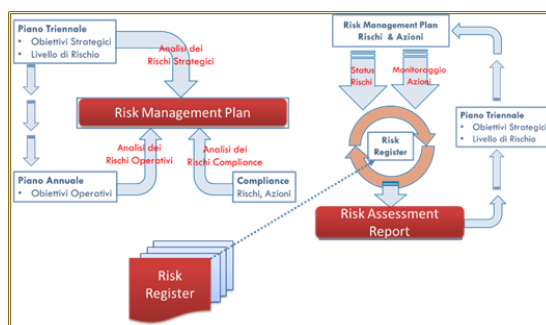 Piano Triennale
• Obiettivi Strategici
• Livello di Rischio
Analisi dei
Rischi Strategici
Risk Management Plan
Analisi dei
Rischi Operativi
Analisi dei
Rischi Compliance
Piano Annuale
• Obiettivi Operativi
Compliance
Rischi, Azioni
Risk
Register
Risk Management Plan
Rischi & Azioni
Status
Rischi
Monitoraggio
Azioni
Risk
Register
Piano Triennale
• Obiettivi Strategici
• Livello di Rischio
Risk Assessment
Report